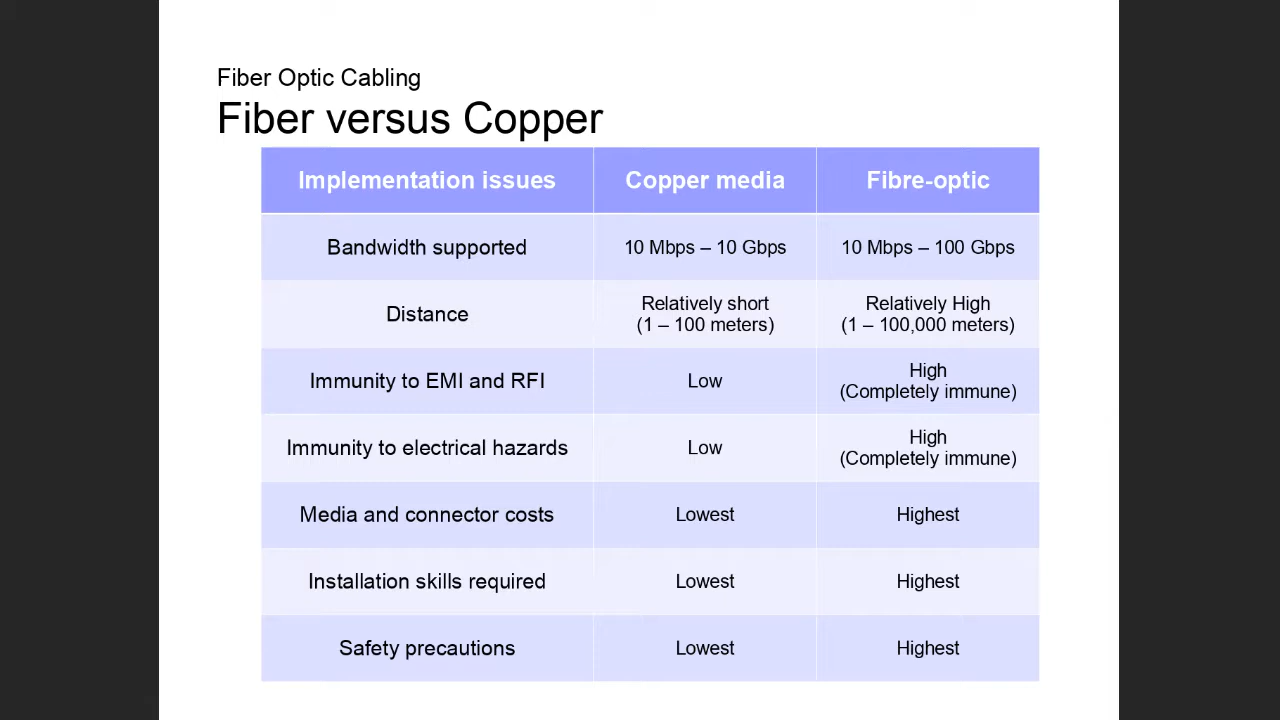 Fiber Optic Cabling
Fiber versus Copper
Implementation issues Copper media Fibre-optic
Bandwidth supported 10 Mbps – 10 Gbps 10 Mbps – 100 Gbps
Distance Relatively short (1 – 100 meters) Relatively High (1 – 100,000 meters)
Immunity to EMI and RFI Low High (Completely immune)
Immunity to electrical hazards Low High (Completely immune)
Media and connector costs Lowest Highest
Installation skills required Lowest Highest
Safety precautions Lowest Highest